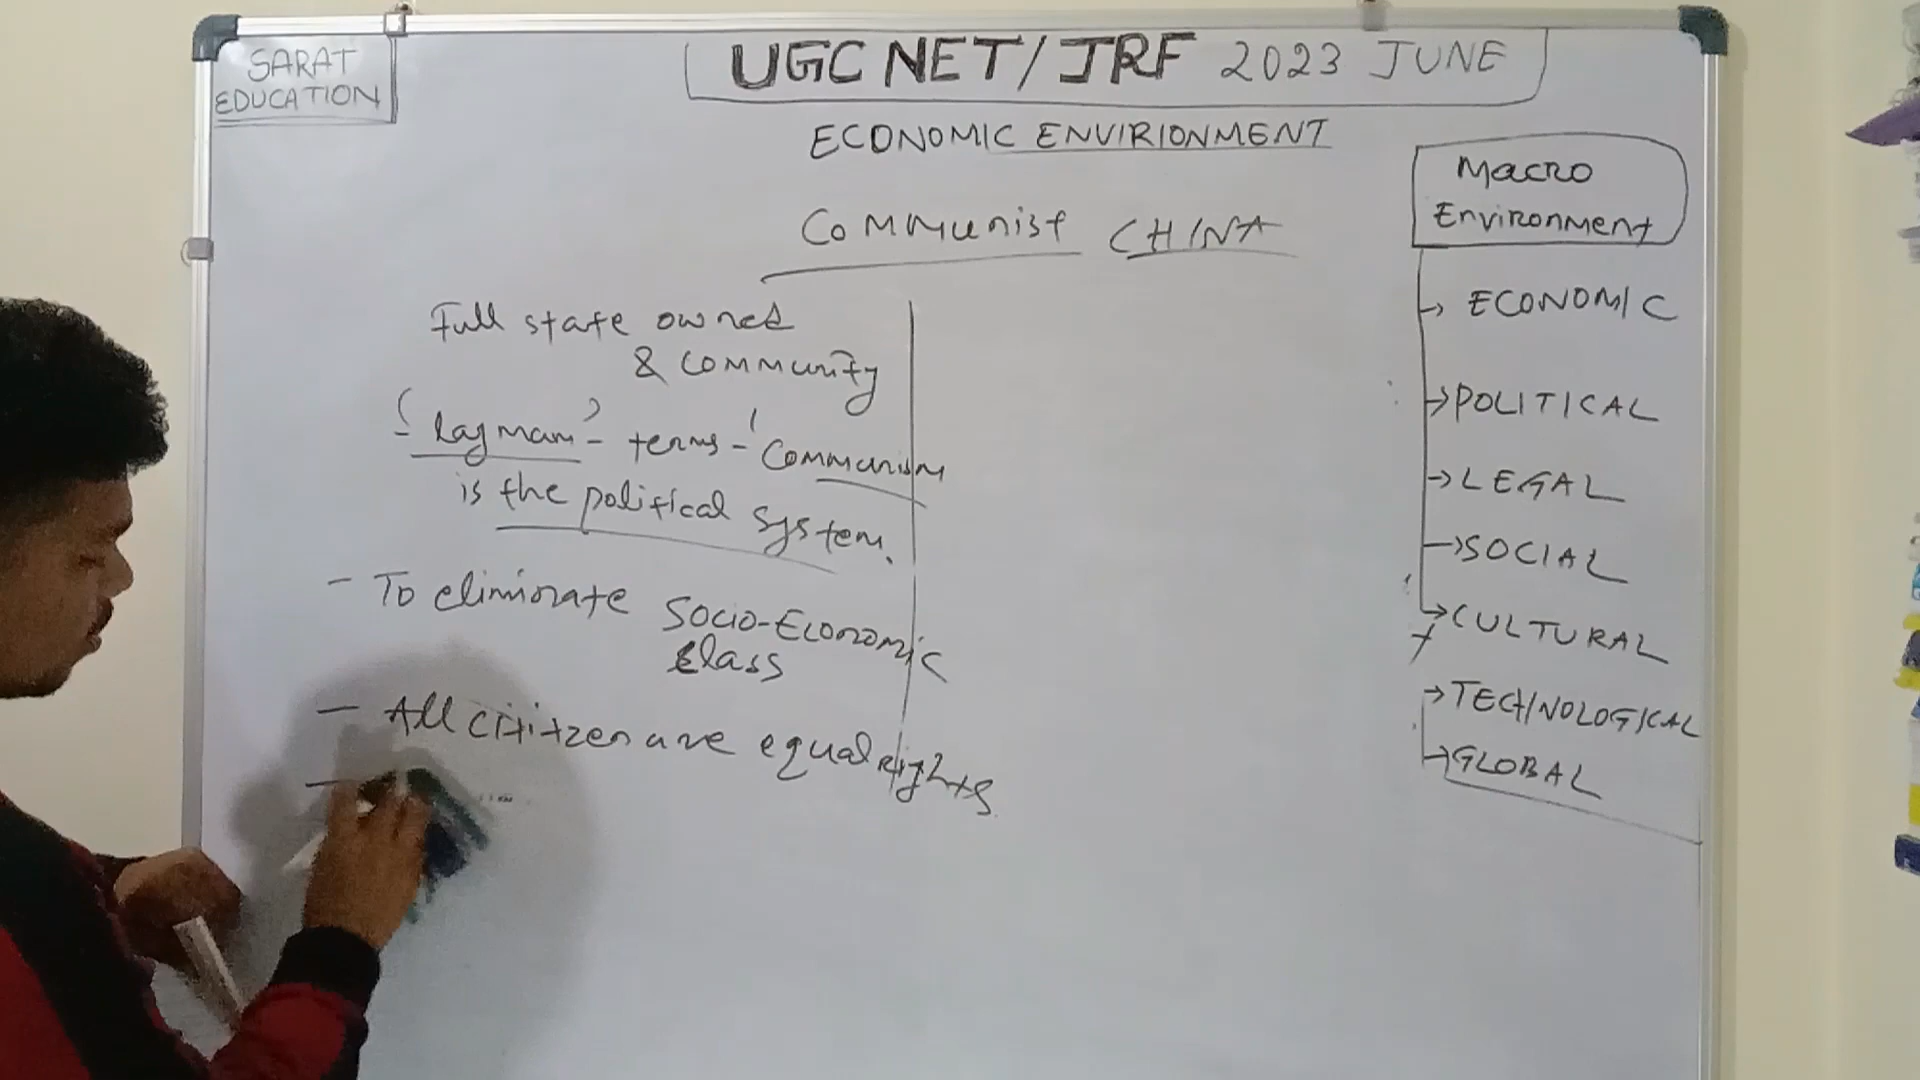 SARAT
EDUCATION
UGC NET/JRF 2023 JUNE
ECONOMIC ENVIRIONMENT
Communist CHINA
Full state owned
& community
- 'layman' - terms - 'Communism
is the political system.
- To eliminate Socio-Economic
class
- All citizen are equal rights
-
Macro
Environment
→ ECONOMIC
→ POLITICAL
→ LEGAL
→ SOCIAL
→ CULTURAL
→ TECHNOLOGICAL
→ GLOBAL